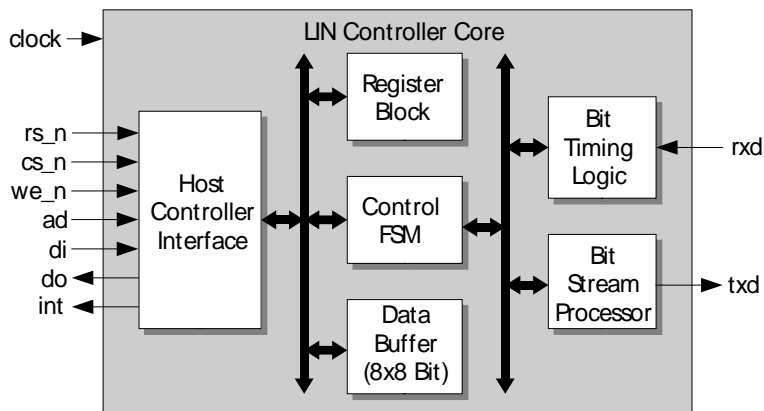 LIN Controller Core
clock
rs_n
cs_n
we_n
ad
di
do
int
Host
Controller
Interface
Register
Block
Control
FSM
Data
Buffer
(8x8 Bit)
Bit
Timing
Logic
Bit
Stream
Processor
rxd
txd